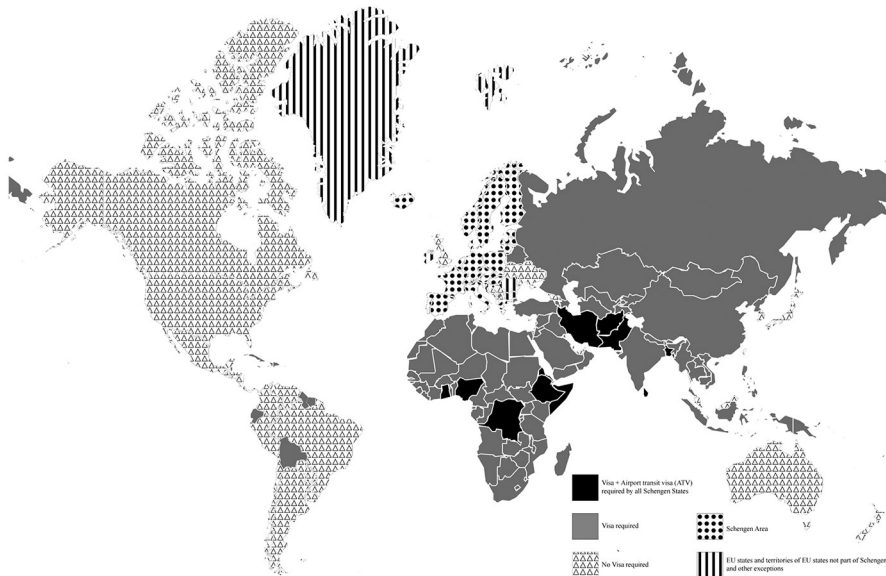 Visa + Airport transit visa (ATV)
required by all Schengen States
Visa required
Schengen Area
No Visa required
EU states and territories of EU states not part of Schengen
and other exceptions